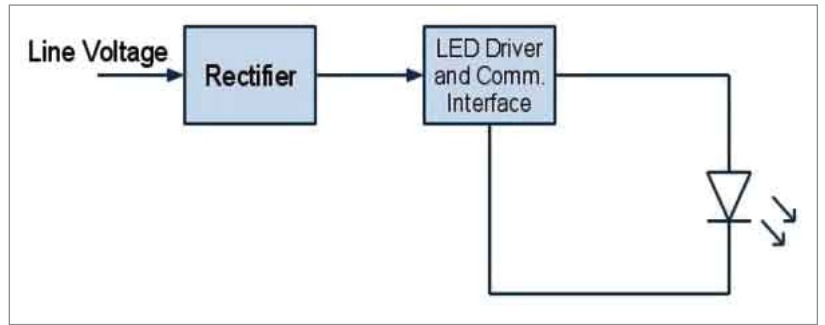 Line Voltage
Rectifier
LED Driver
and Comm.
Interface